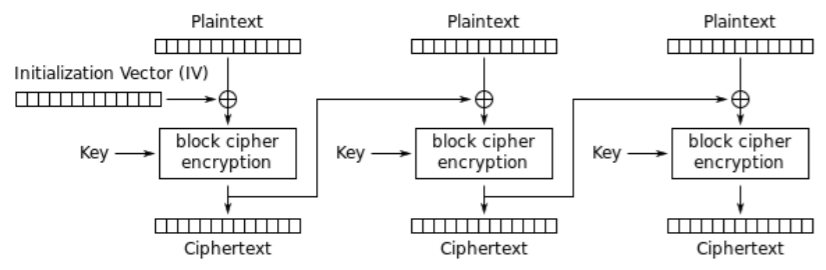 Plaintext
Plaintext
Plaintext
Initialization Vector (IV)
Key
block cipher
encryption
Key
block cipher
encryption
Key
block cipher
encryption
Ciphertext
Ciphertext
Ciphertext